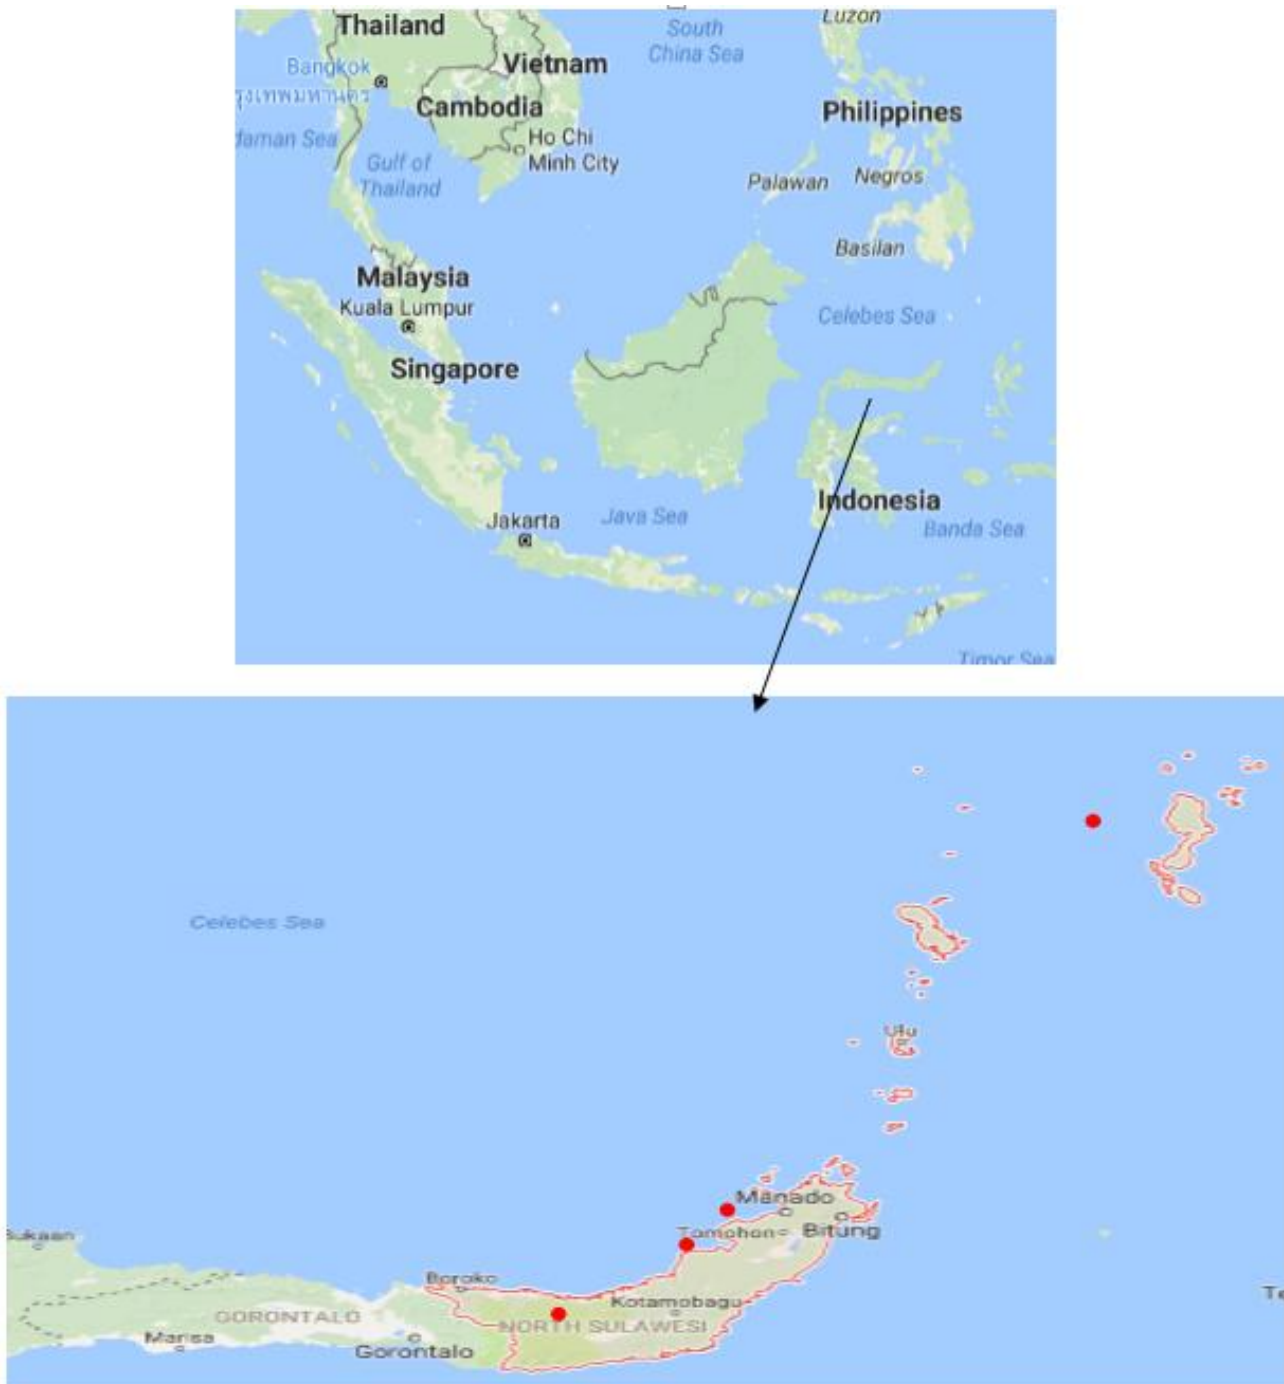 Luzon
South
China Sea
Thailand
Vietnam
Bangkok
Cambodia
Philippines
Ho Chi
Minh City
daman Sea
Gulf of
Thailand
Palawan
Negros
Basilan
Malaysia
Kuala Lumpur
Celebes Sea
Singapore
Indonesia
Jakarta
Java Sea
Banda Sea
Timor Sea
Celebes Sea
Ulu
Manado
Tomohon
Bitung
Boroko
Kotamobagu
GORONTALO
NORTH SULAWESI
Marisa
Gorontalo
Te